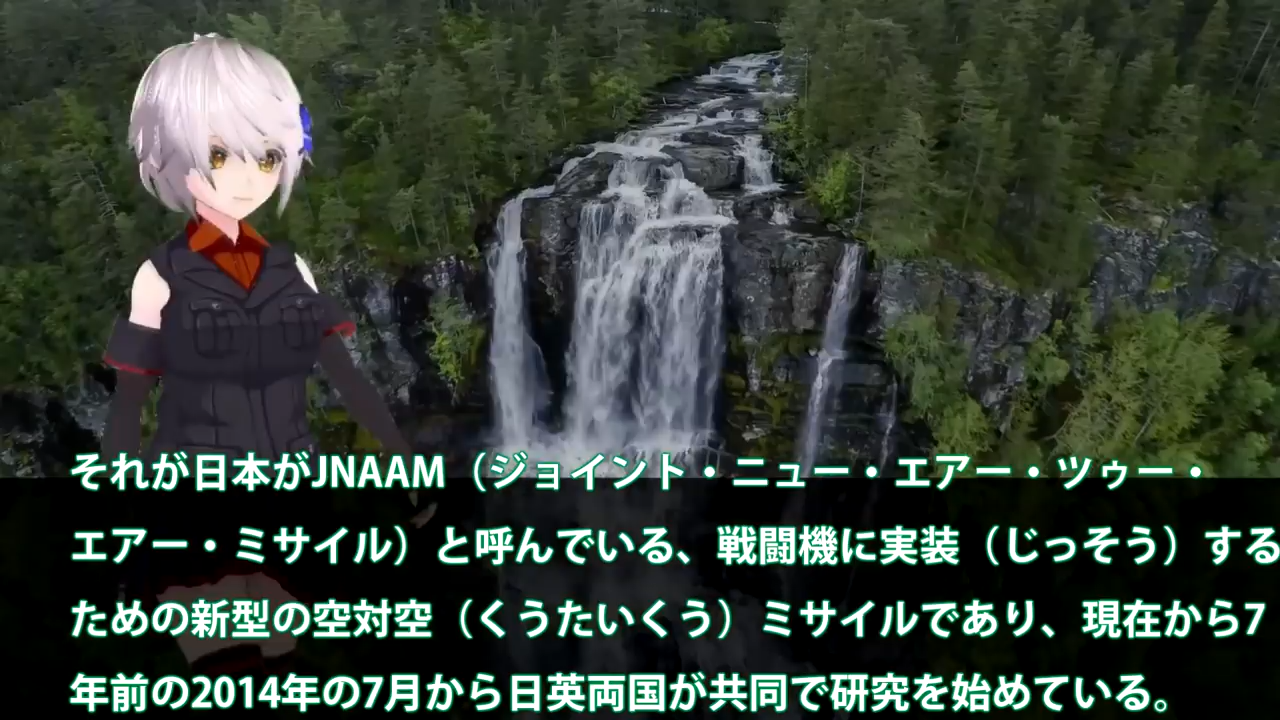 それが日本がJNAAM（ジョイント・ニュー・エアー・ツゥー・
エアー・ミサイル）と呼んでいる、戦闘機に実装（じっそう）する
ための新型の空対空（くうたいくう）ミサイルであり、現在から7
年前の2014年の7月から日英両国が共同で研究を始めている。